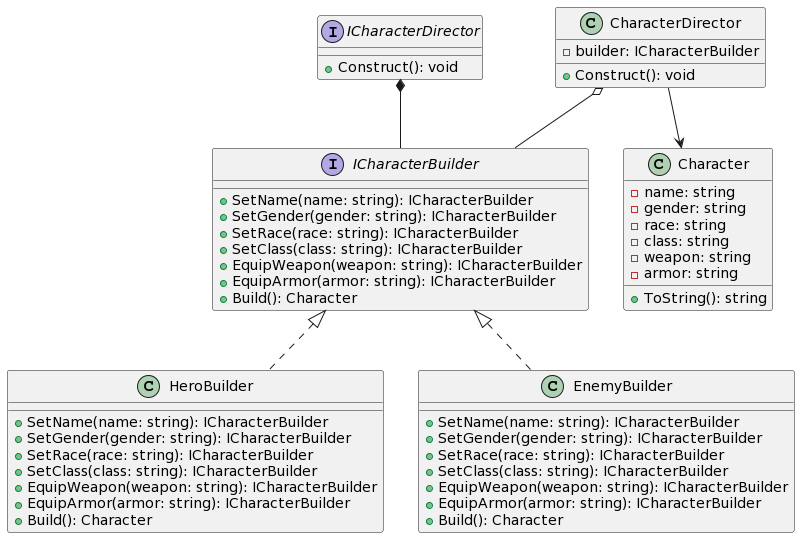 I ICharacterDirector
Construct(): void
C CharacterDirector
builder: ICharacterBuilder
Construct(): void
I ICharacterBuilder
SetName(name: string): ICharacterBuilder
SetGender(gender: string): ICharacterBuilder
SetRace(race: string): ICharacterBuilder
SetClass(class: string): ICharacterBuilder
EquipWeapon(weapon: string): ICharacterBuilder
EquipArmor(armor: string): ICharacterBuilder
Build(): Character
C Character
name: string
gender: string
race: string
class: string
weapon: string
armor: string
ToString(): string
C HeroBuilder
SetName(name: string): ICharacterBuilder
SetGender(gender: string): ICharacterBuilder
SetRace(race: string): ICharacterBuilder
SetClass(class: string): ICharacterBuilder
EquipWeapon(weapon: string): ICharacterBuilder
EquipArmor(armor: string): ICharacterBuilder
Build(): Character
C EnemyBuilder
SetName(name: string): ICharacterBuilder
SetGender(gender: string): ICharacterBuilder
SetRace(race: string): ICharacterBuilder
SetClass(class: string): ICharacterBuilder
EquipWeapon(weapon: string): ICharacterBuilder
EquipArmor(armor: string): ICharacterBuilder
Build(): Character